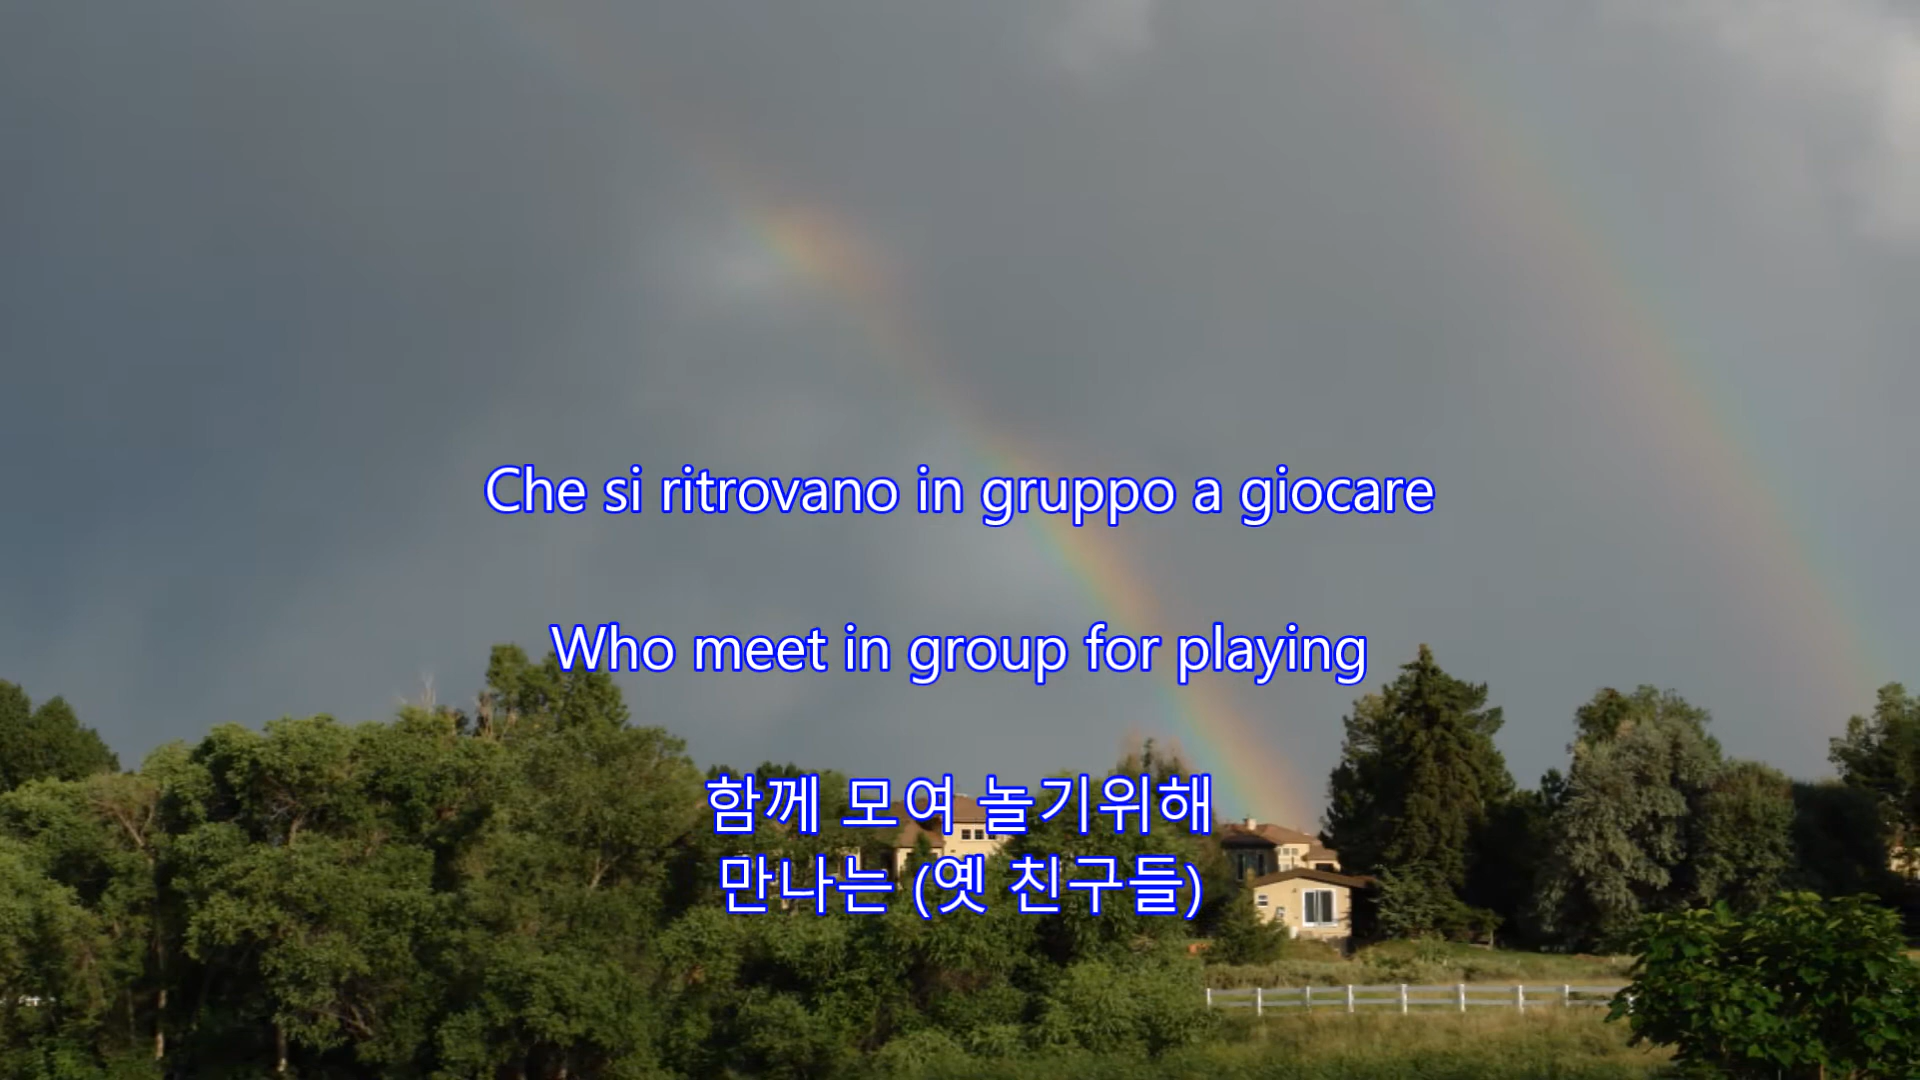 Che si ritrovano in gruppo a giocare
Who meet in group for playing
함께 모여 놀기위해
만나는 (옛 친구들)